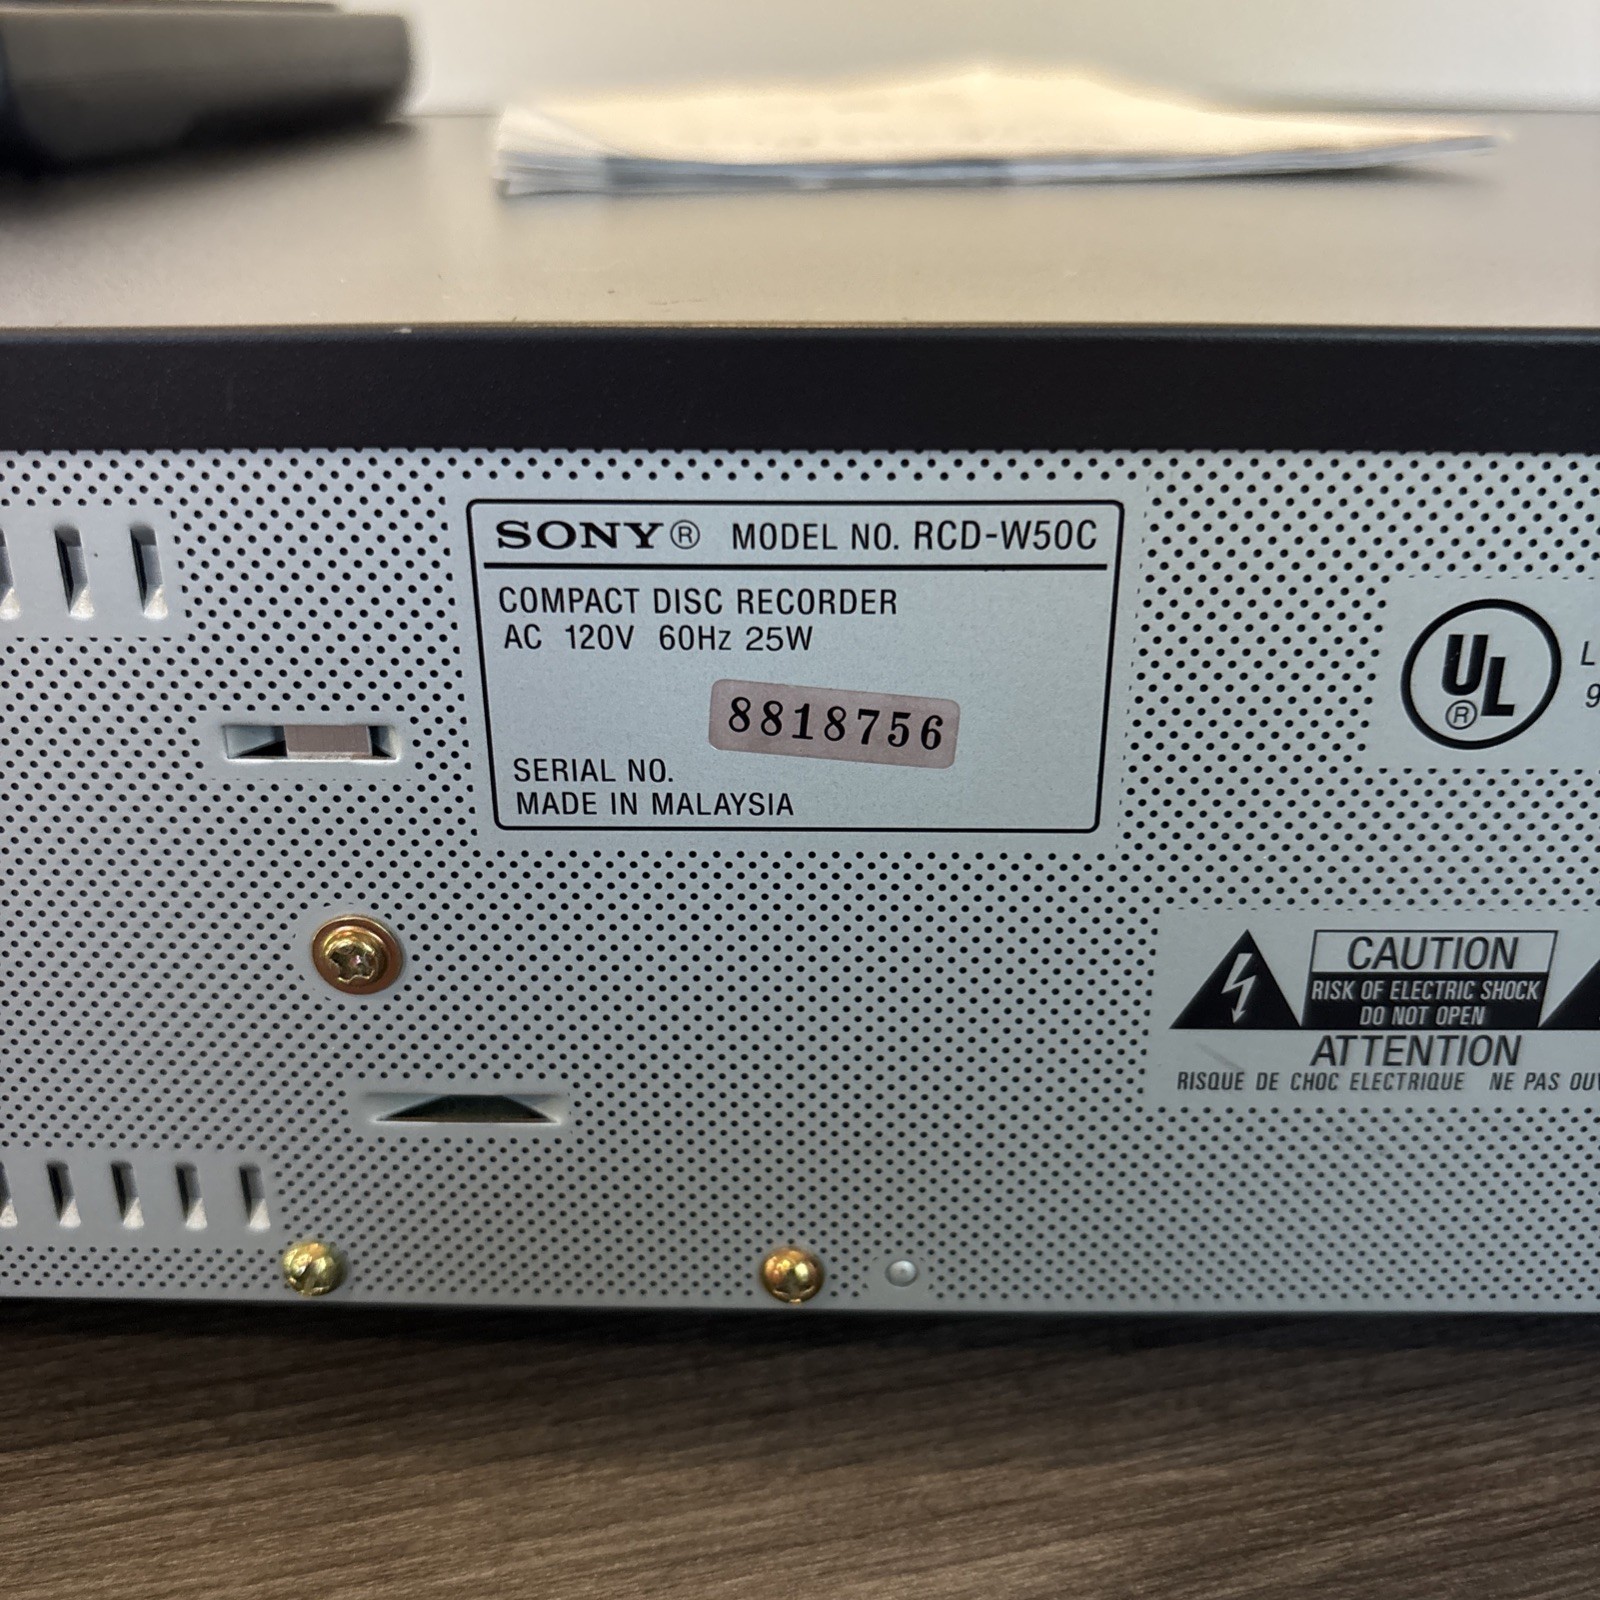 SONY® MODEL NO. RCD-W50C
COMPACT DISC RECORDER
AC 120V 60Hz 25W
8818756
SERIAL NO.
MADE IN MALAYSIA
UL®
CAUTION
RISK OF ELECTRIC SHOCK
DO NOT OPEN
ATTENTION
RISQUE DE CHOC ELECTRIQUE NE PAS